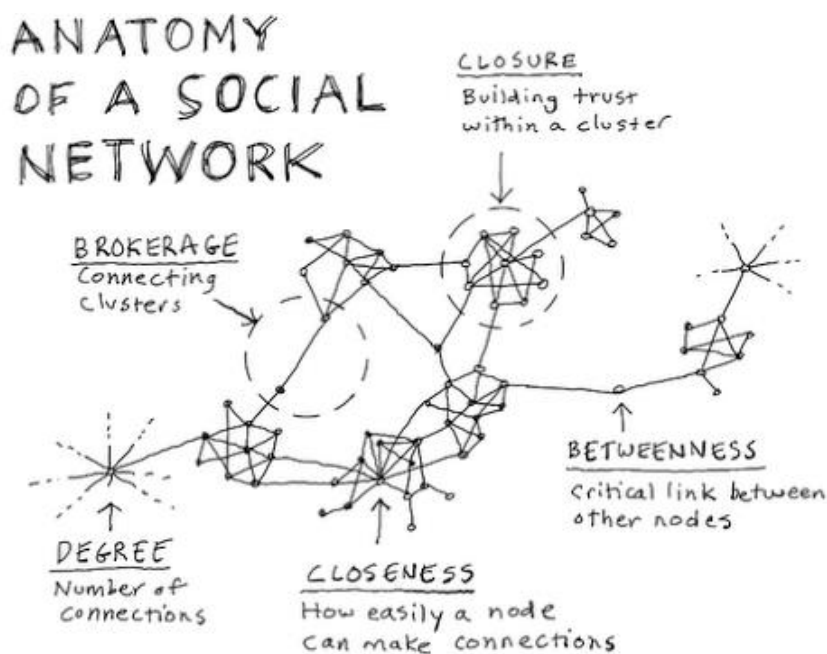 ANATOMY
OF A SOCIAL
NETWORK
CLOSURE
Building trust
within a cluster
BROKERAGE
Connecting
clusters
BETWEENNESS
Critical link between
other nodes
DEGREE
Number of
connections
CLOSENESS
How easily a node
can make connections